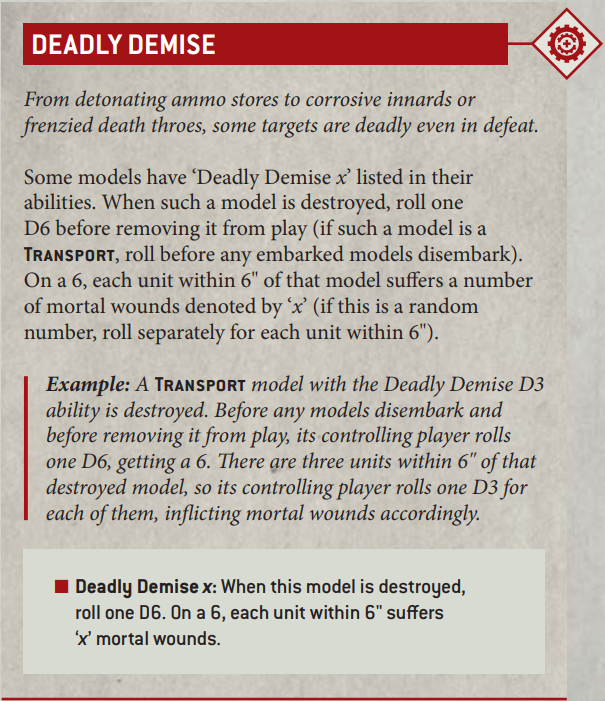 DEADLY DEMISE
From detonating ammo stores to corrosive innards or
frenzied death throes, some targets are deadly even in defeat.
Some models have ‘Deadly Demise x’ listed in their
abilities. When such a model is destroyed, roll one
D6 before removing it from play (if such a model is a
TRANSPORT, roll before any embarked models disembark).
On a 6, each unit within 6" of that model suffers a number
of mortal wounds denoted by ‘x’ (if this is a random
number, roll separately for each unit within 6").
Example: A TRANSPORT model with the Deadly Demise D3
ability is destroyed. Before any models disembark and
before removing it from play, its controlling player rolls
one D6, getting a 6. There are three units within 6" of that
destroyed model, so its controlling player rolls one D3 for
each of them, inflicting mortal wounds accordingly.
■ Deadly Demise x: When this model is destroyed,
roll one D6. On a 6, each unit within 6" suffers
‘x’ mortal wounds.